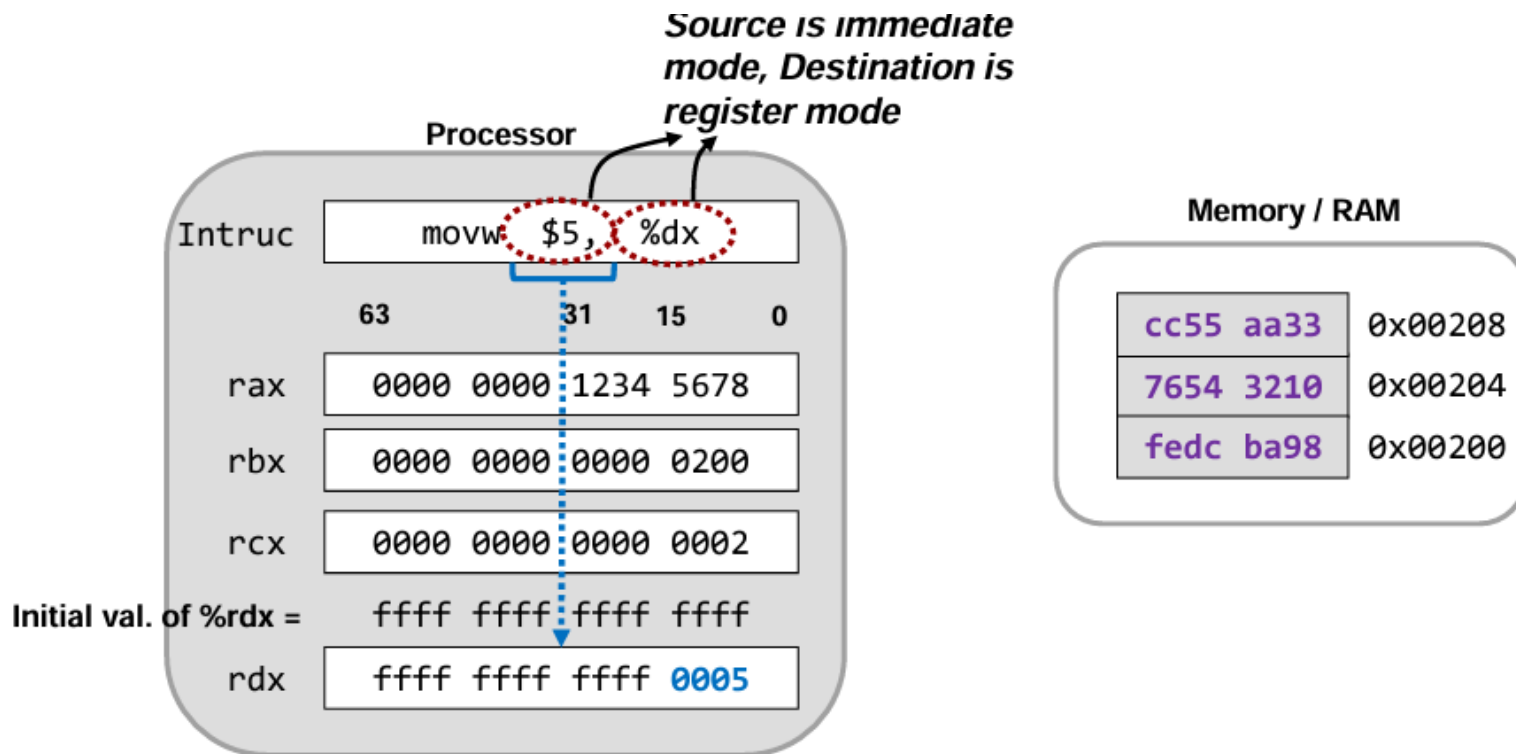 Source is immediate
mode, Destination is
register mode
Processor
Intruc movw $5, %dx
63 31 15 0
rax 0000 0000 1234 5678
rbx 0000 0000 0000 0200
rcx 0000 0000 0000 0002
Initial val. of %rdx = ffff ffff ffff ffff
rdx ffff ffff ffff 0005
Memory / RAM
cc55 aa33 0x00208
7654 3210 0x00204
fedc ba98 0x00200